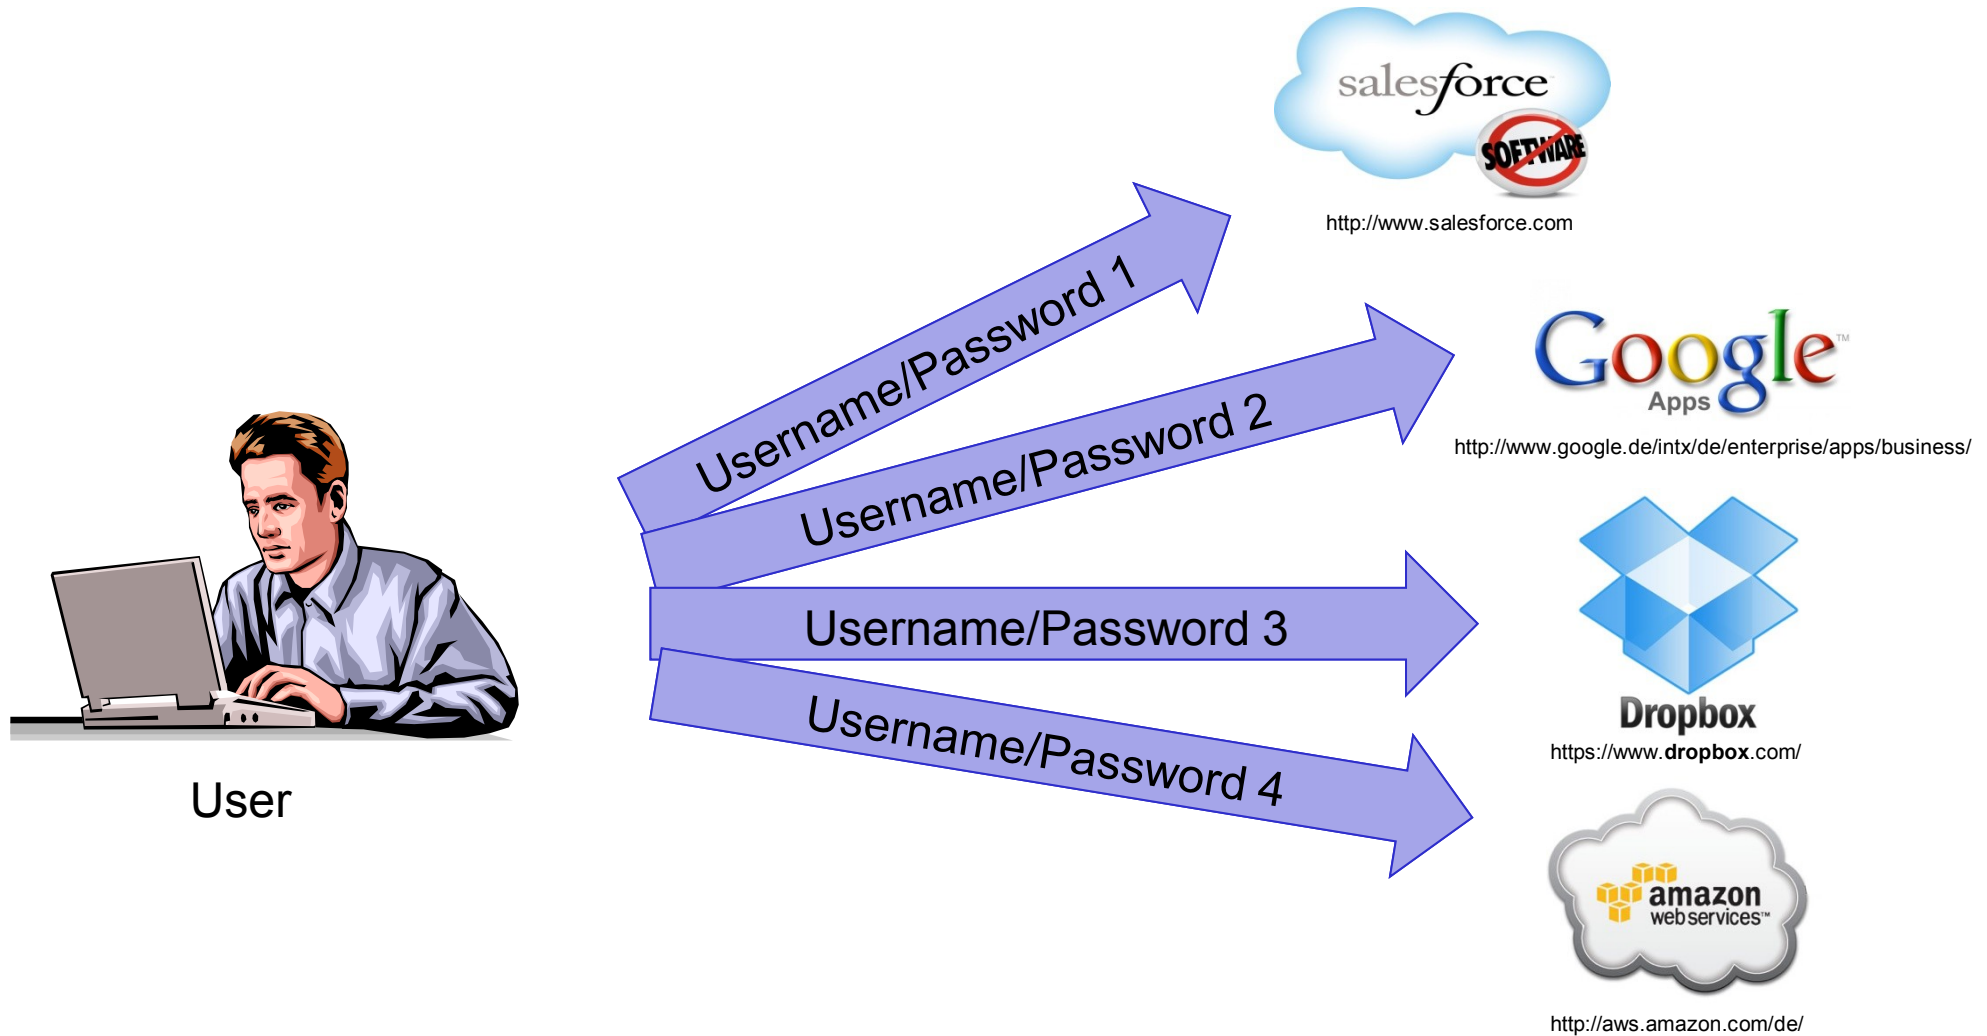 salesforce
SOFTWARE
http://www.salesforce.com
Username/Password 1
Google™
Apps
http://www.google.de/intx/de/enterprise/apps/business/
Username/Password 2
Username/Password 3
Dropbox
https://www.dropbox.com/
Username/Password 4
User
amazon
webservices™
http://aws.amazon.com/de/